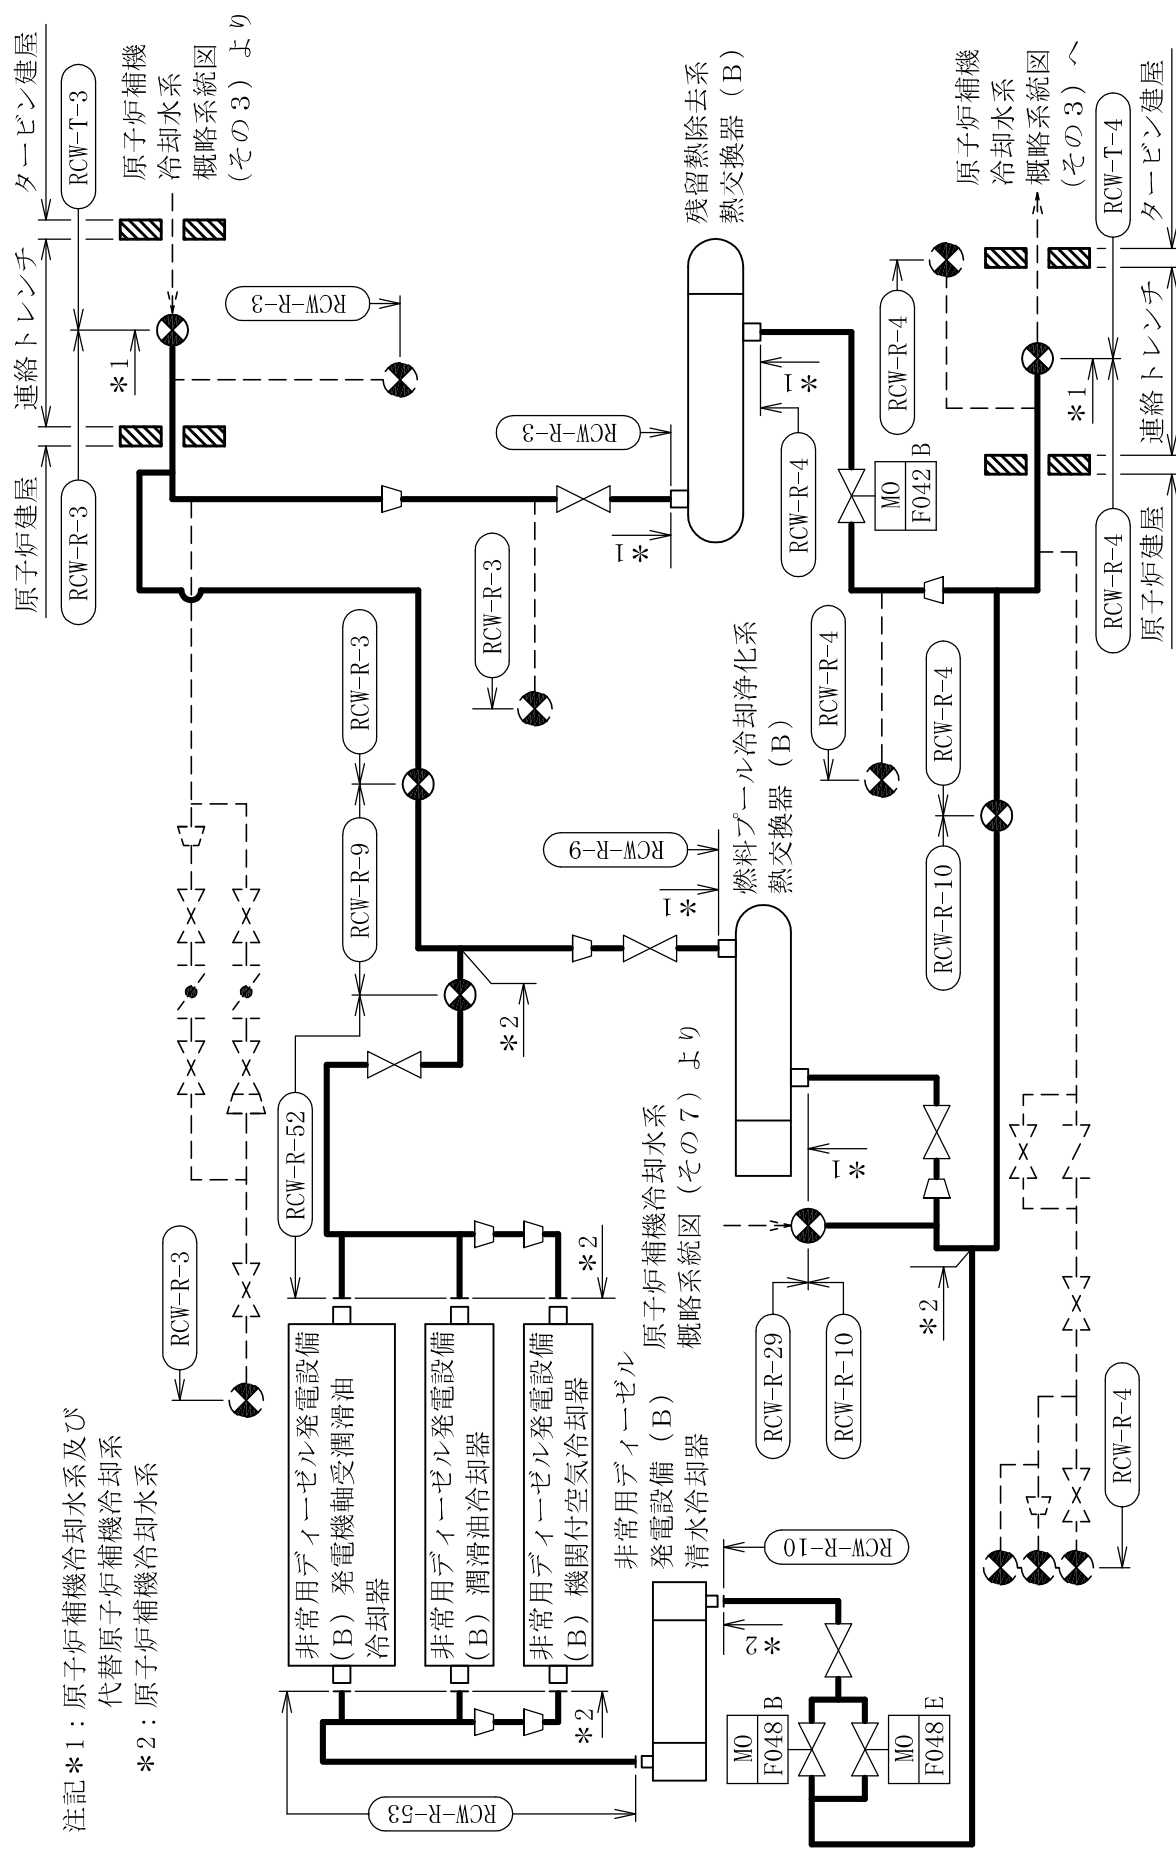 注記＊1：原子炉補機冷却水系及び
代替原子炉補機冷却系
＊2：原子炉補機冷却水系
原子炉建屋
連絡トレンチ
タービン建屋
RCW-R-3
RCW-T-3
＊1
原子炉補機
冷却水系
概略系統図
(その3) より
RCW-R-3
RCW-R-3
RCW-R-52
RCW-R-9
RCW-R-3
＊2
RCW-R-3
RCW-R-3
＊1
残留熱除去系
熱交換器 (B)
＊1
RCW-R-4
MO
F042
B
RCW-R-9
＊1
燃料プール冷却浄化系
熱交換器 (B)
＊1
非常用ディーゼル発電設備
(B) 発電機軸受潤滑油
冷却器
非常用ディーゼル発電設備
(B) 潤滑油冷却器
非常用ディーゼル発電設備
(B) 機関付空気冷却器
＊2
＊2
RCW-R-53
非常用ディーゼル
発電設備 (B)
清水冷却器
RCW-R-10
＊2
原子炉補機冷却水系
概略系統図 (その7) より
RCW-R-29
RCW-R-10
＊2
MO
F048
B
MO
F048
E
RCW-R-4
RCW-R-10
RCW-R-4
RCW-R-4
RCW-R-4
原子炉補機
冷却水系
概略系統図
(その3) へ
＊1
RCW-R-4
RCW-T-4
原子炉建屋
連絡トレンチ
タービン建屋